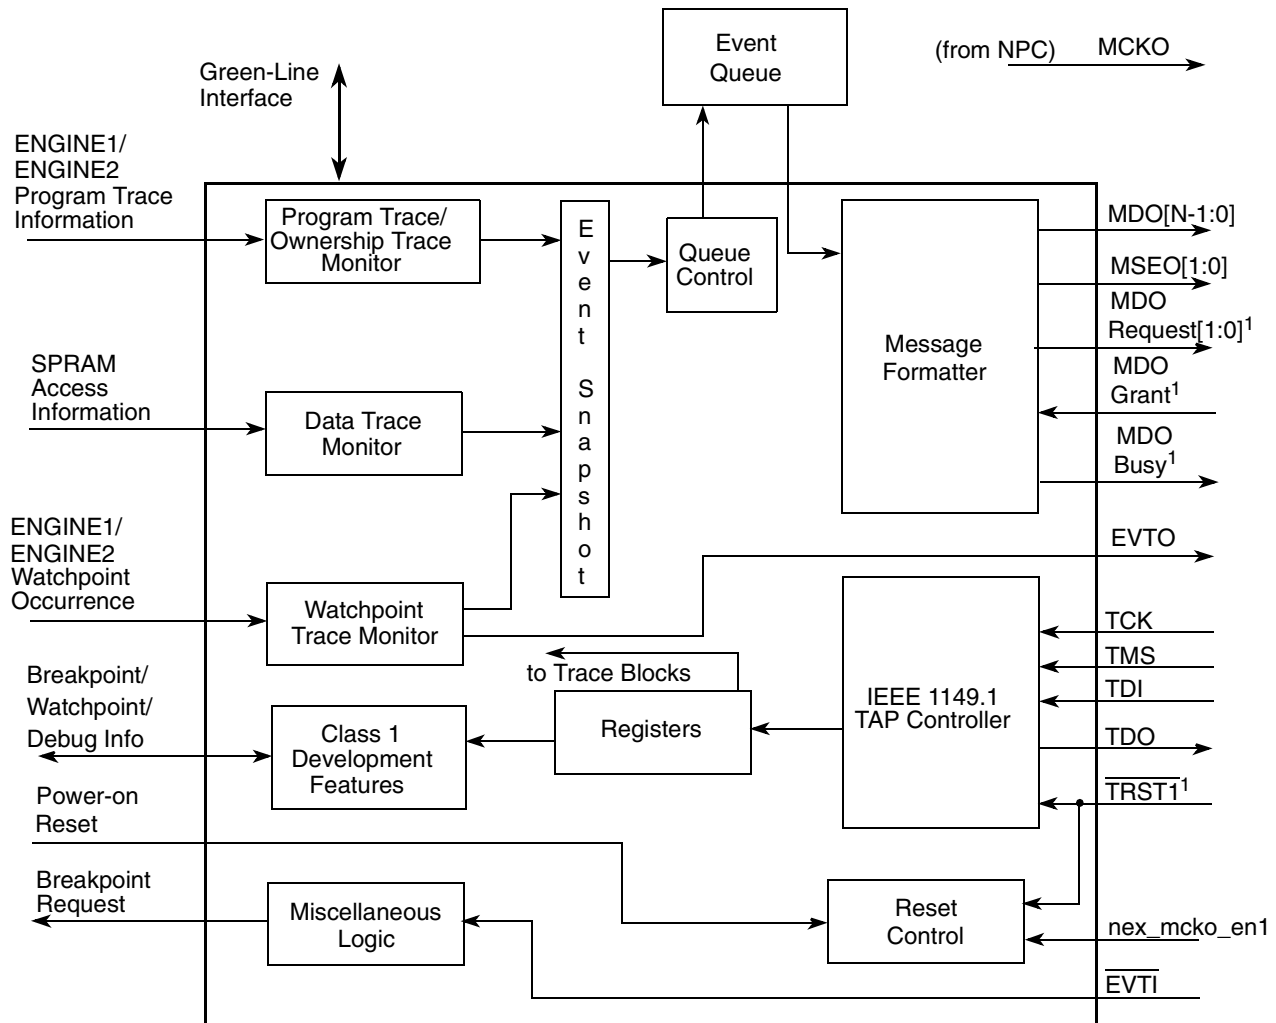 Event
Queue
(from NPC) MCKO
Green-Line
Interface
ENGINE1/
ENGINE2
Program Trace
Information
Program Trace/
Ownership Trace
Monitor
Event Snapshot
Queue
Control
Message
Formatter
MDO[N-1:0]
MSEO[1:0]
MDO
Request[1:0]1
MDO
Grant1
MDO
Busy1
SPRAM
Access
Information
Data Trace
Monitor
ENGINE1/
ENGINE2
Watchpoint
Occurrence
Watchpoint
Trace Monitor
EVTO
IEEE 1149.1
TAP Controller
TCK
TMS
TDI
TDO
TRST11
to Trace Blocks
Registers
Breakpoint/
Watchpoint/
Debug Info
Class 1
Development
Features
Power-on
Reset
Breakpoint
Request
Miscellaneous
Logic
Reset
Control
nex_mcko_en1
EVTI